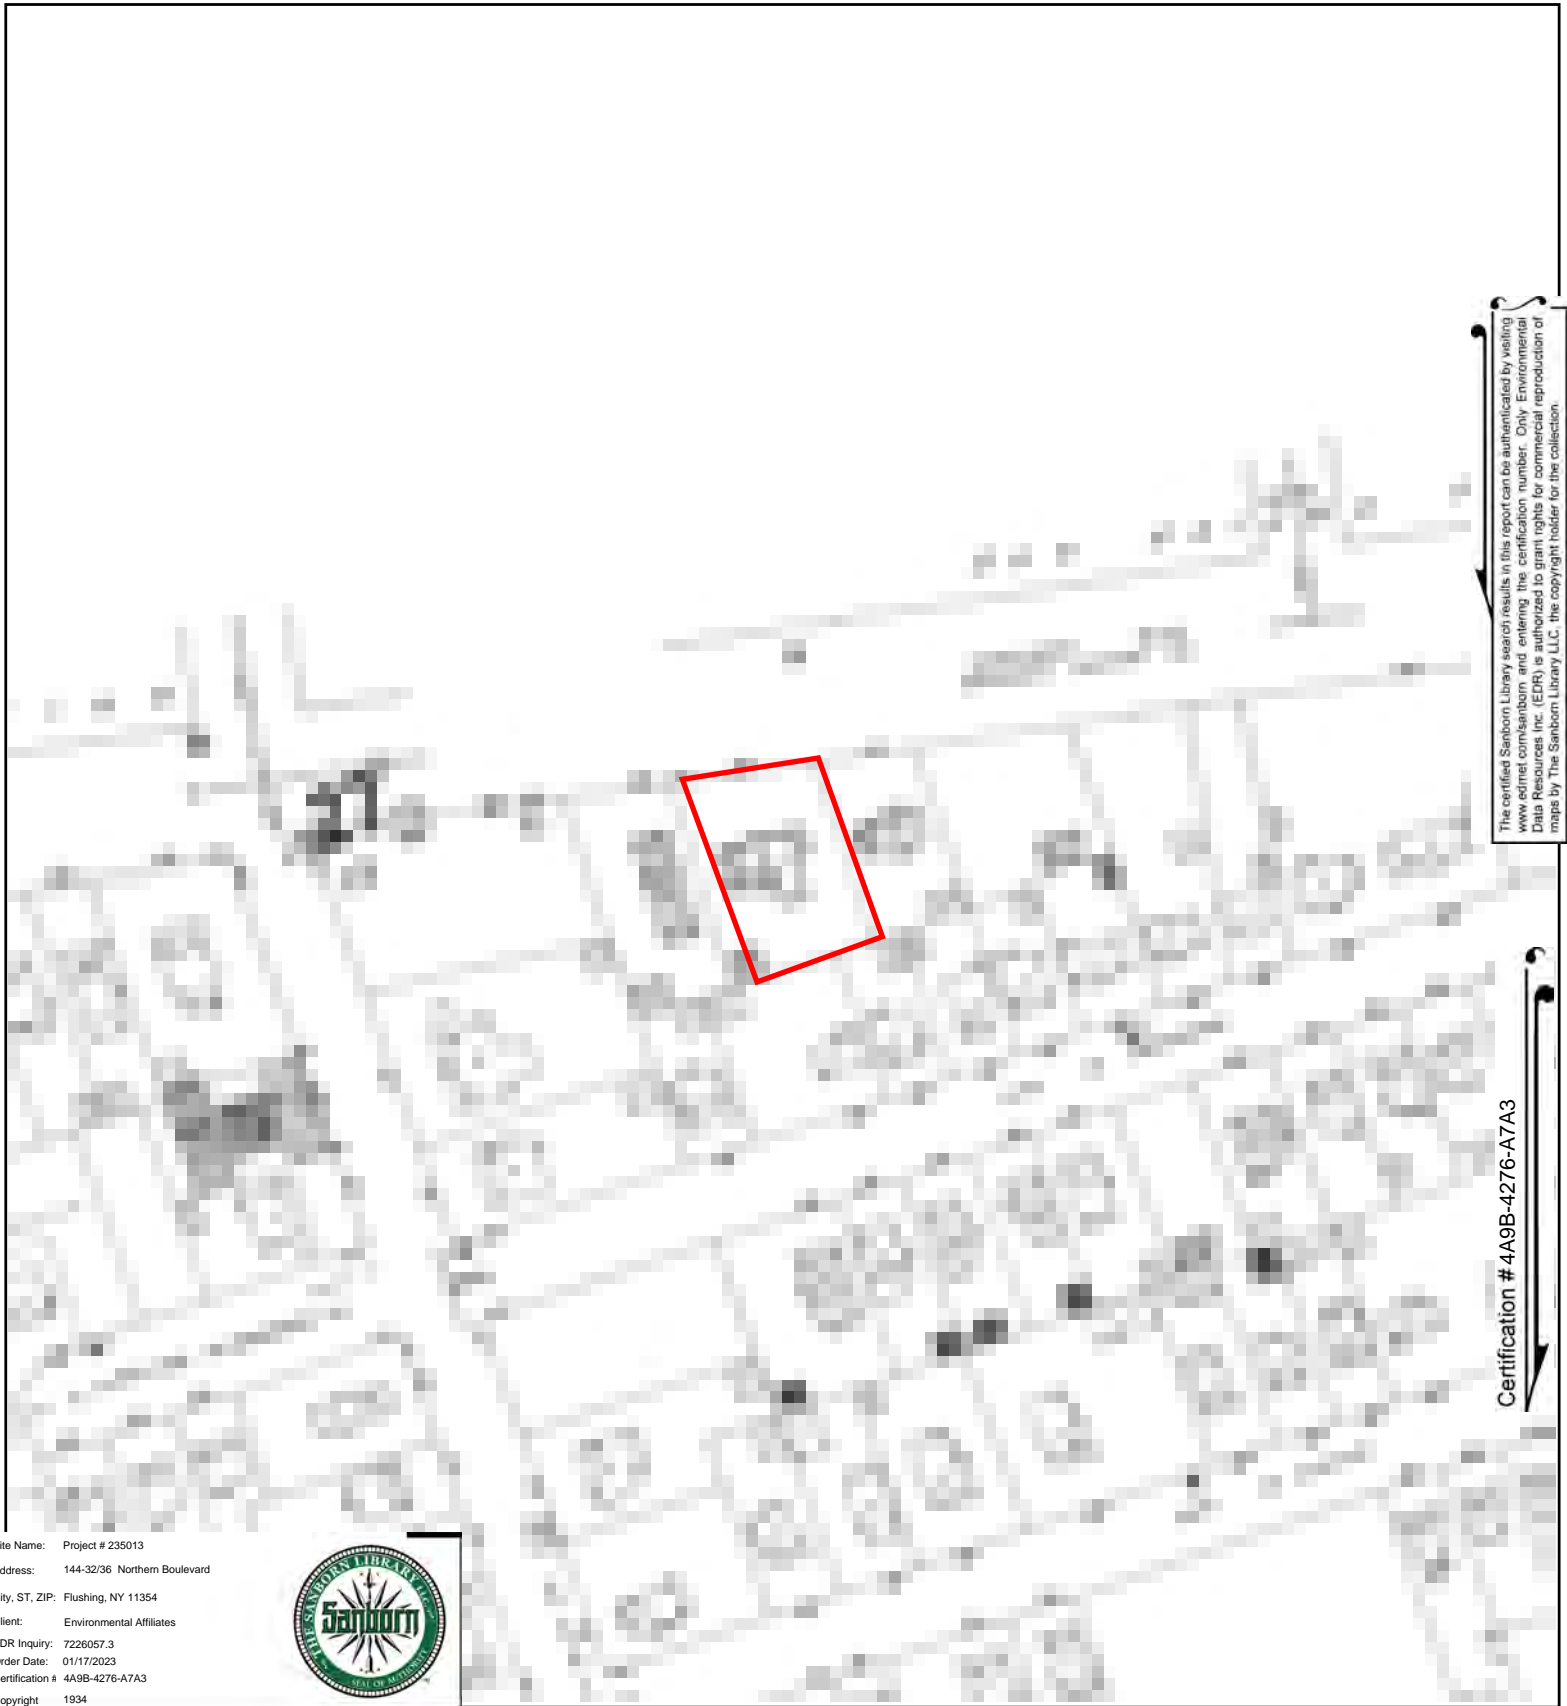 The certified Sanborn Library search results in this report can be authenticated by visiting
www.edrnet.com/sanborn and entering the certification number. Only Environmental
Data Resources Inc. (EDR) is authorized to grant rights for commercial reproduction of
maps by The Sanborn Library LLC, the copyright holder for the collection.
Certification # 4A9B-4276-A7A3
ite Name: Project # 235013
ddress: 144-32/36 Northern Boulevard
ity, ST, ZIP: Flushing, NY 11354
lient: Environmental Affiliates
DR Inquiry: 7226057.3
rder Date: 01/17/2023
ertification # 4A9B-4276-A7A3
opyright 1934
THE SANBORN LIBRARY LLC
Sanborn
SEAL OF AUTHORITY